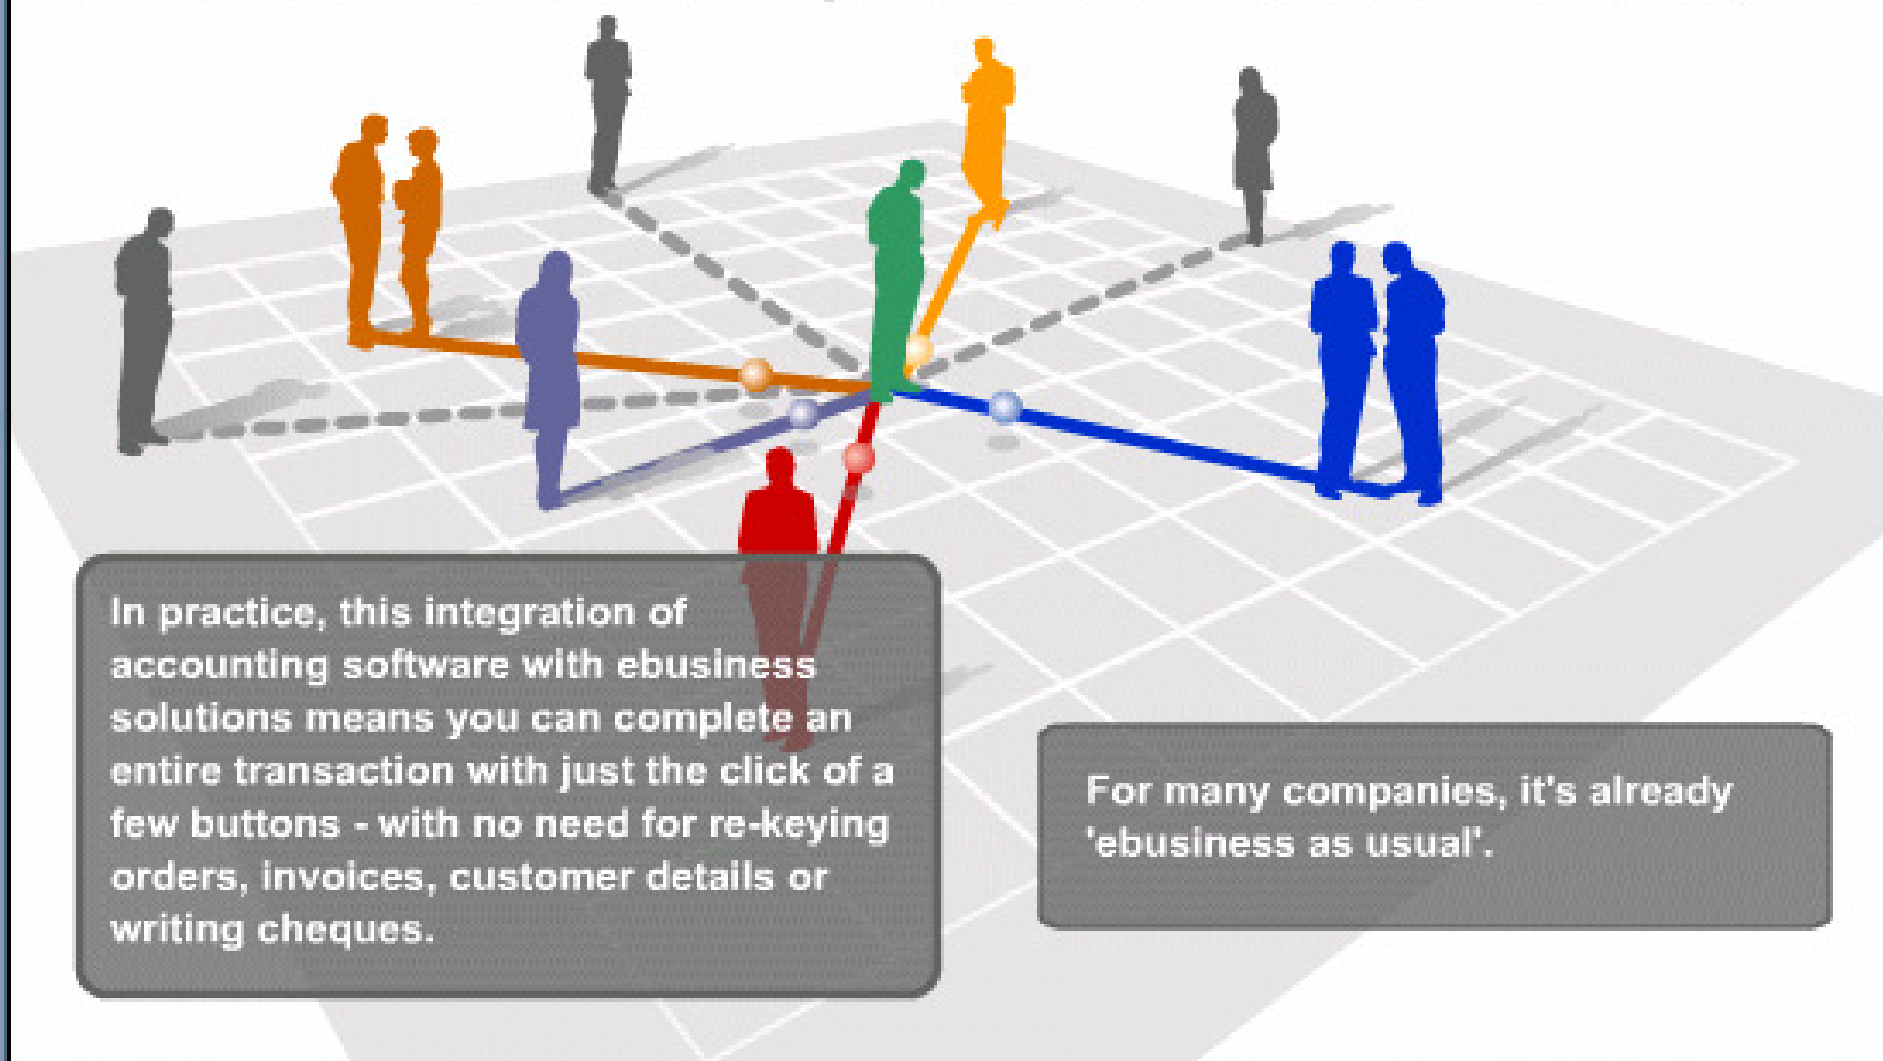 In practice, this integration of
accounting software with ebusiness
solutions means you can complete an
entire transaction with just the click of a
few buttons - with no need for re-keying
orders, invoices, customer details or
writing cheques.
For many companies, it's already
'ebusiness as usual'.